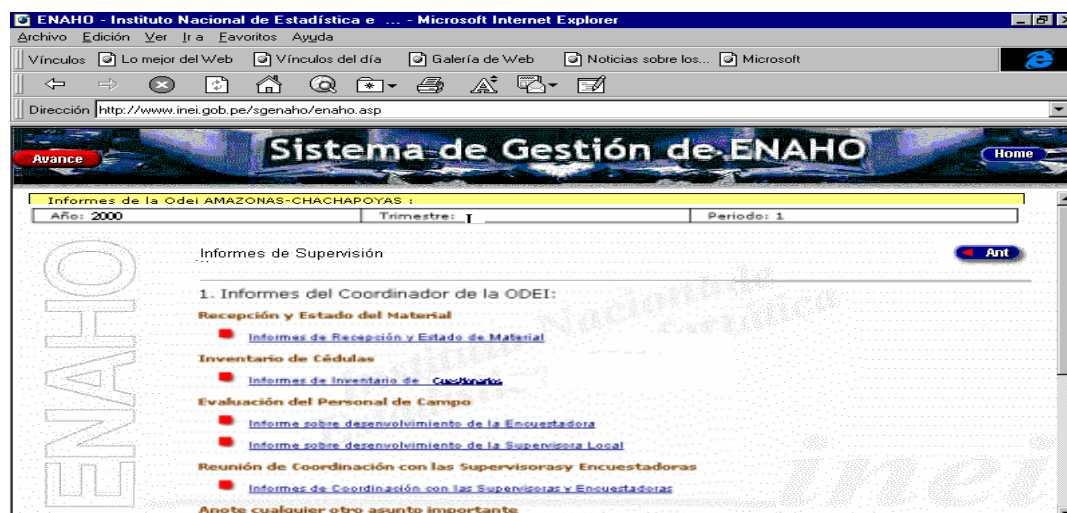 ENAHO - Instituto Nacional de Estadística e ... - Microsoft Internet Explorer
Archivo Edición Ver Ir a Favoritos Ayuda
Vínculos Lo mejor del Web Vínculos del día Galería de Web Noticias sobre los... Microsoft
Dirección http://www.inei.gob.pe/sgenaho/enaho.asp
Avance Sistema de Gestión de ENAHO Home
Informes de la Odei AMAZONAS-CHACHAPOYAS :
Año: 2000 Trimestre: I Periodo: 1
Informes de Supervisión Ant
1. Informes del Coordinador de la ODEI:
Recepción y Estado del Material
Informes de Recepción y Estado de Material
Inventario de Cédulas
Informes de Inventario de Cuestionarios
Evaluación del Personal de Campo
Informe sobre desenvolvimiento de la Encuestadora
Informe sobre desenvolvimiento de la Supervisora Local
Reunión de Coordinación con las Supervisorasy Encuestadoras
Informes de Coordinación con las Supervisoras y Encuestadoras
Anote cualquier otro asunto importante
ENAHO
inei